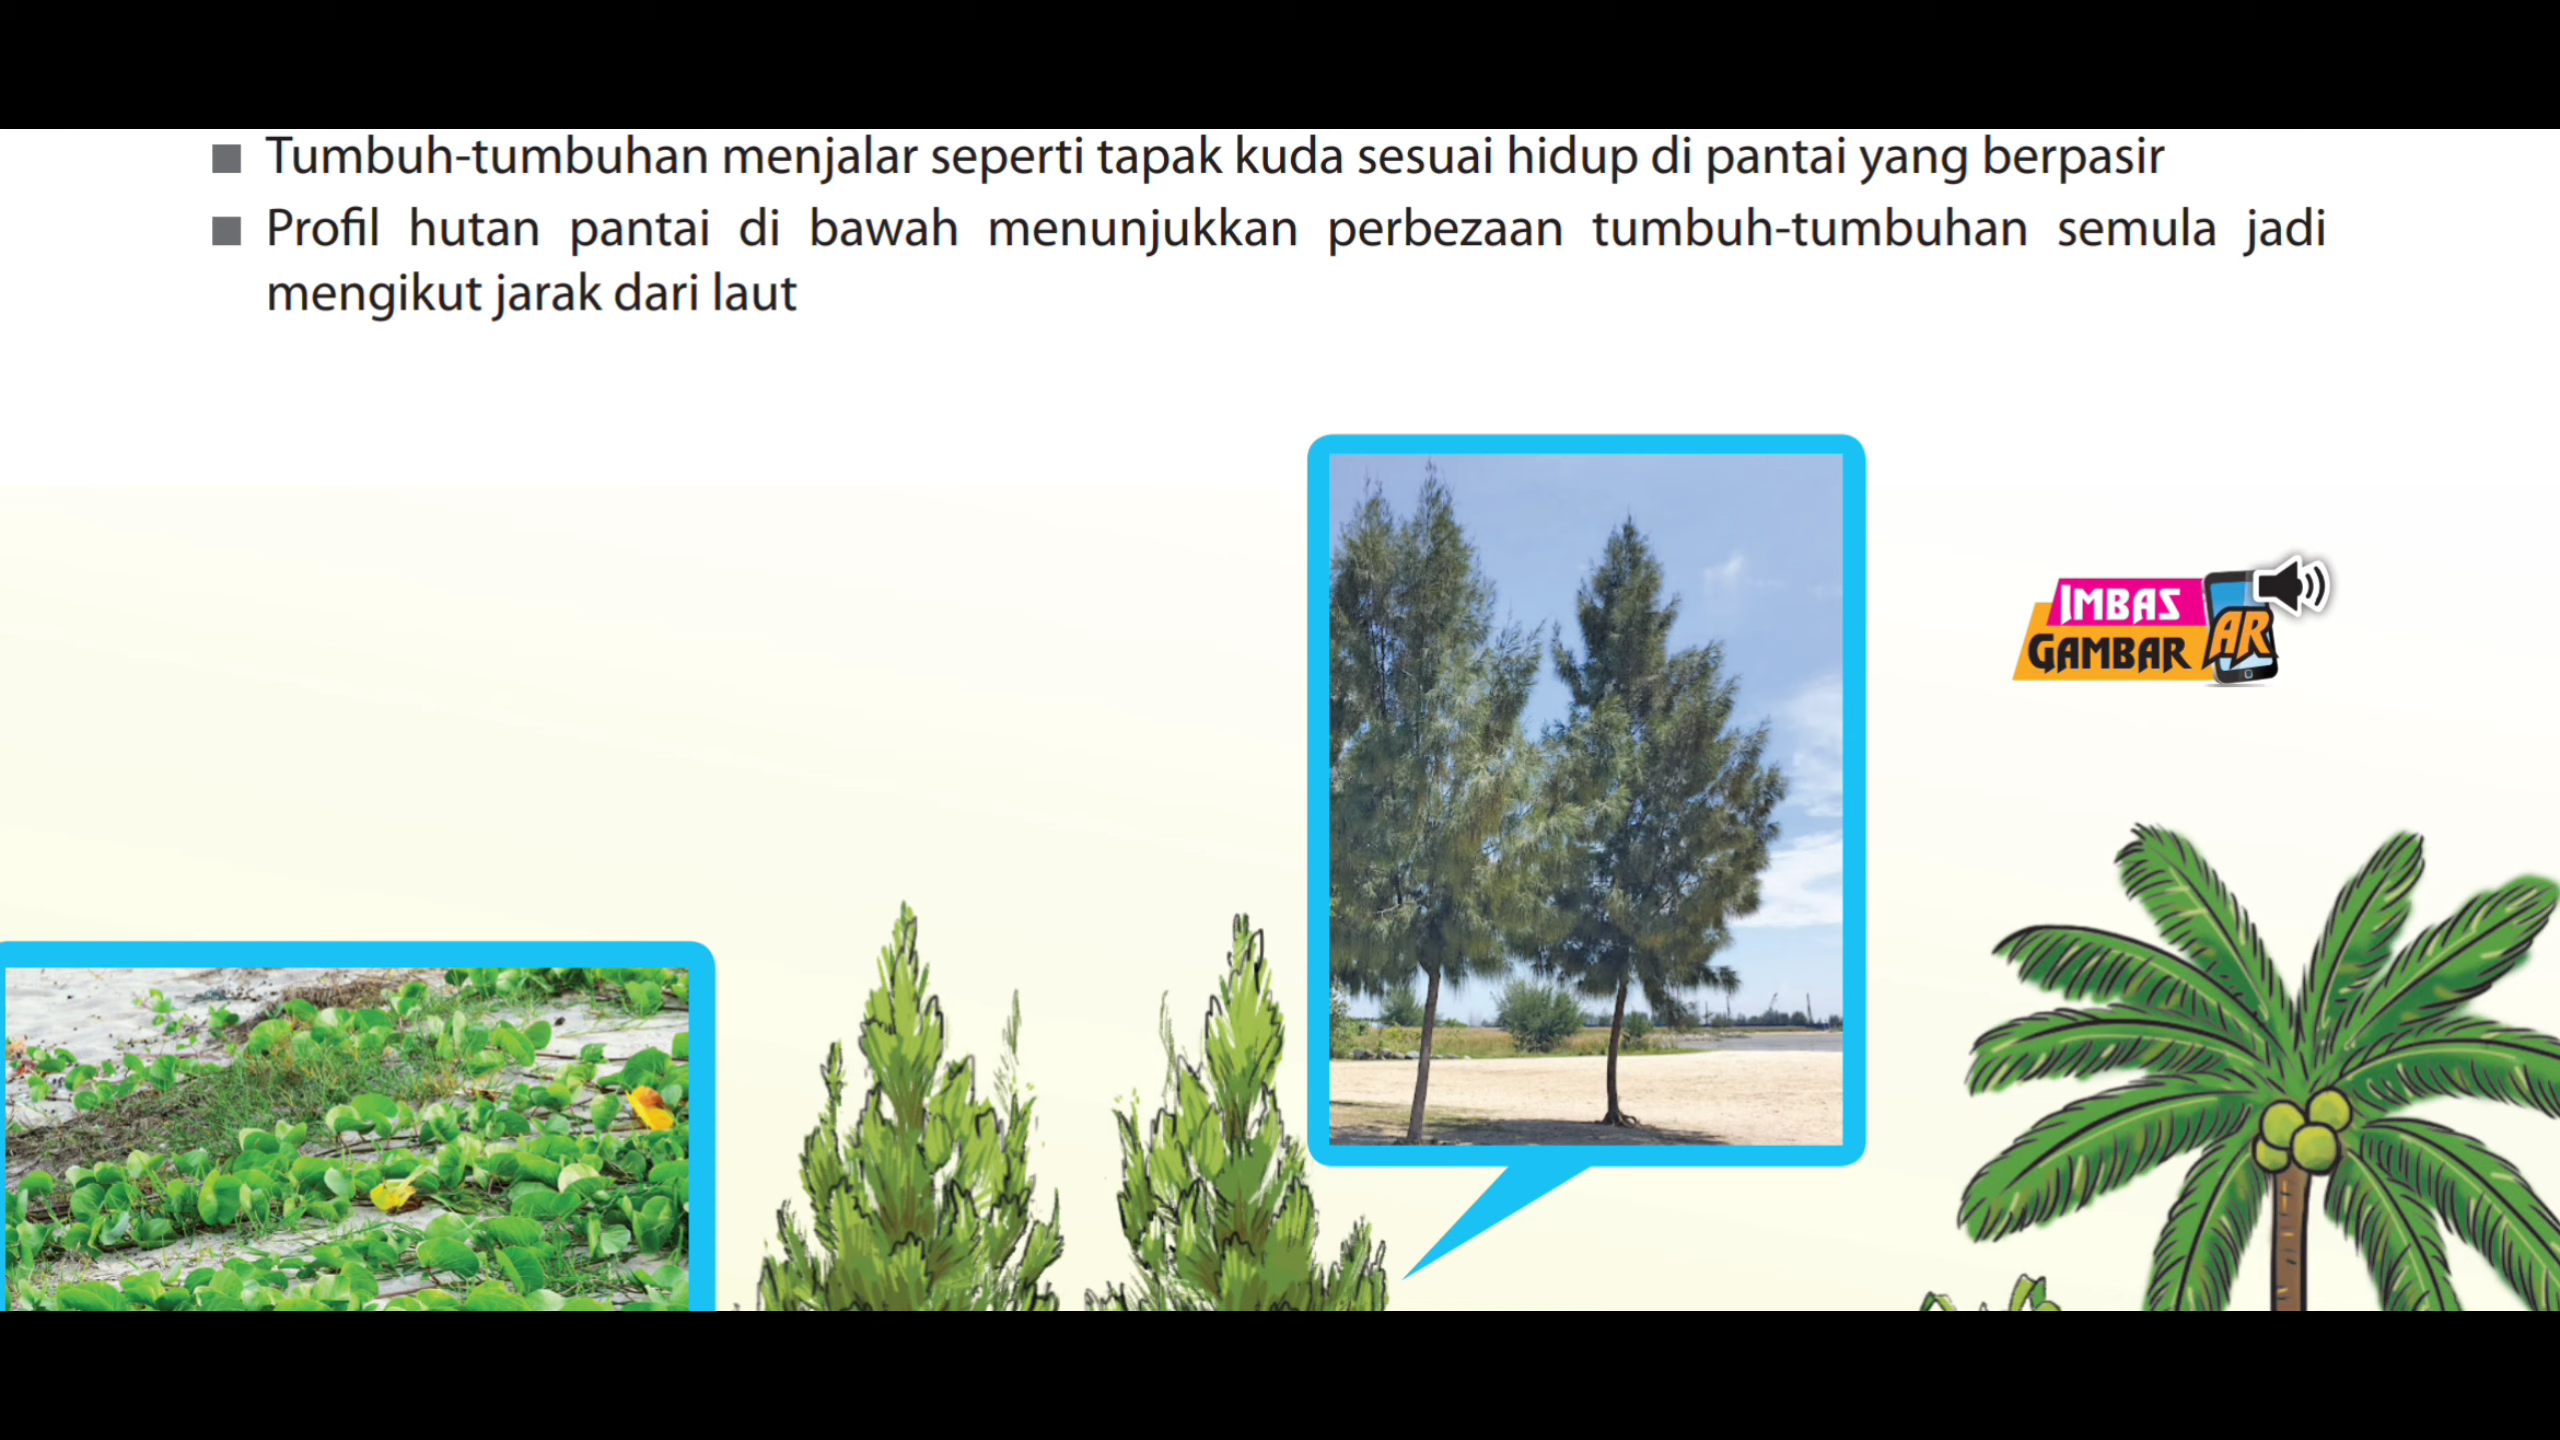 Tumbuh-tumbuhan menjalar seperti tapak kuda sesuai hidup di pantai yang berpasir
Profil hutan pantai di bawah menunjukkan perbezaan tumbuh-tumbuhan semula jadi
mengikut jarak dari laut
IMBAS
GAMBAR AR